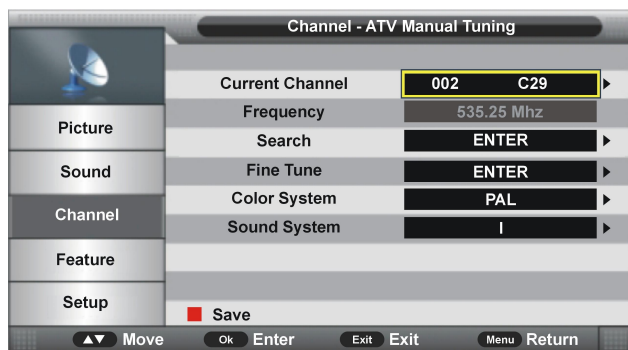 Channel - ATV Manual Tuning
Picture
Sound
Channel
Feature
Setup
Current Channel 002 C29
Frequency 535.25 Mhz
Search ENTER
Fine Tune ENTER
Color System PAL
Sound System I
Save
Move Ok Enter Exit Exit Menu Return